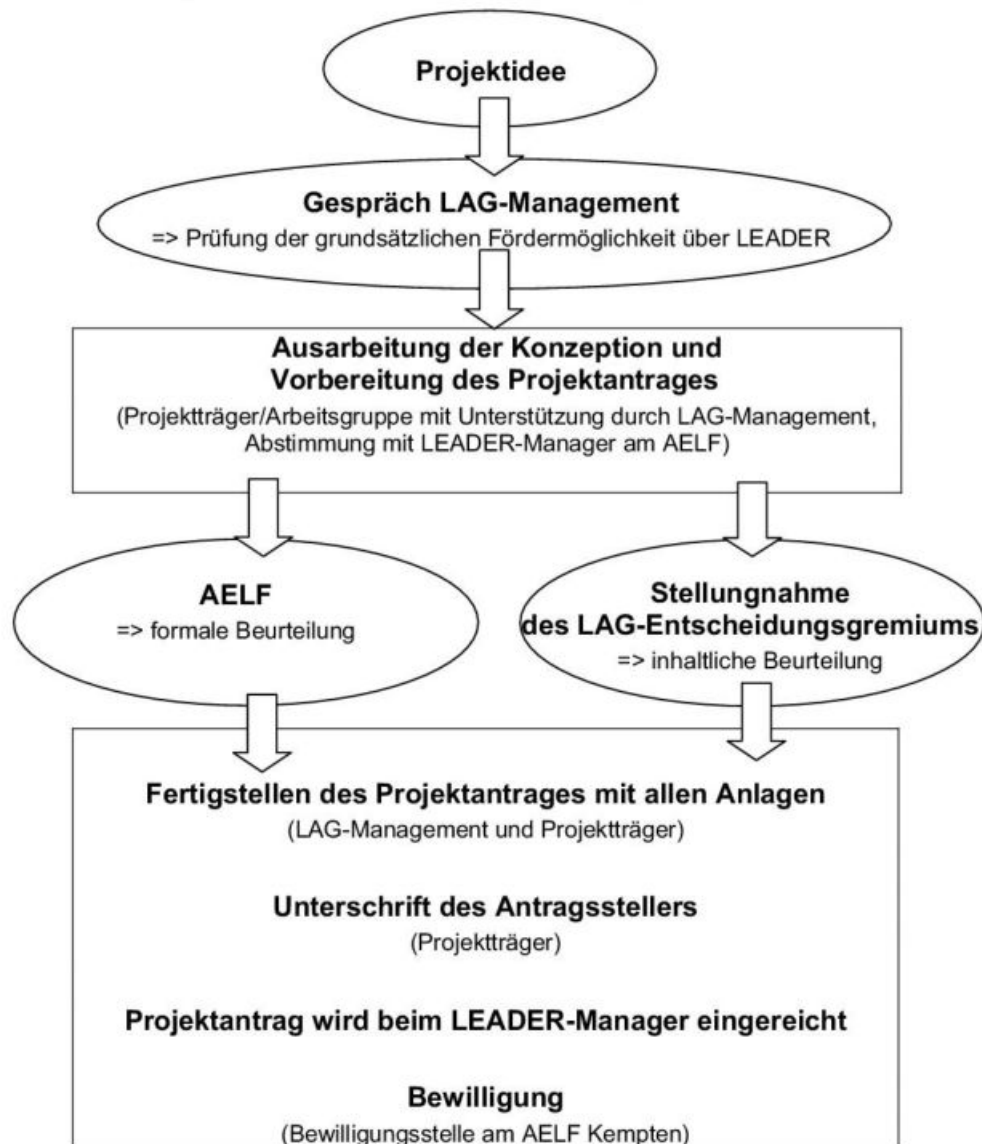 Projektidee
Gespräch LAG-Management
=> Prüfung der grundsätzlichen Fördermöglichkeit über LEADER
Ausarbeitung der Konzeption und
Vorbereitung des Projektantrages
(Projektträger/Arbeitsgruppe mit Unterstützung durch LAG-Management,
Abstimmung mit LEADER-Manager am AELF)
AELF
=> formale Beurteilung
Stellungnahme
des LAG-Entscheidungsgremiums
=> inhaltliche Beurteilung
Fertigstellen des Projektantrages mit allen Anlagen
(LAG-Management und Projektträger)
Unterschrift des Antragsstellers
(Projektträger)
Projektantrag wird beim LEADER-Manager eingereicht
Bewilligung
(Bewilligungsstelle am AELF Kempten)